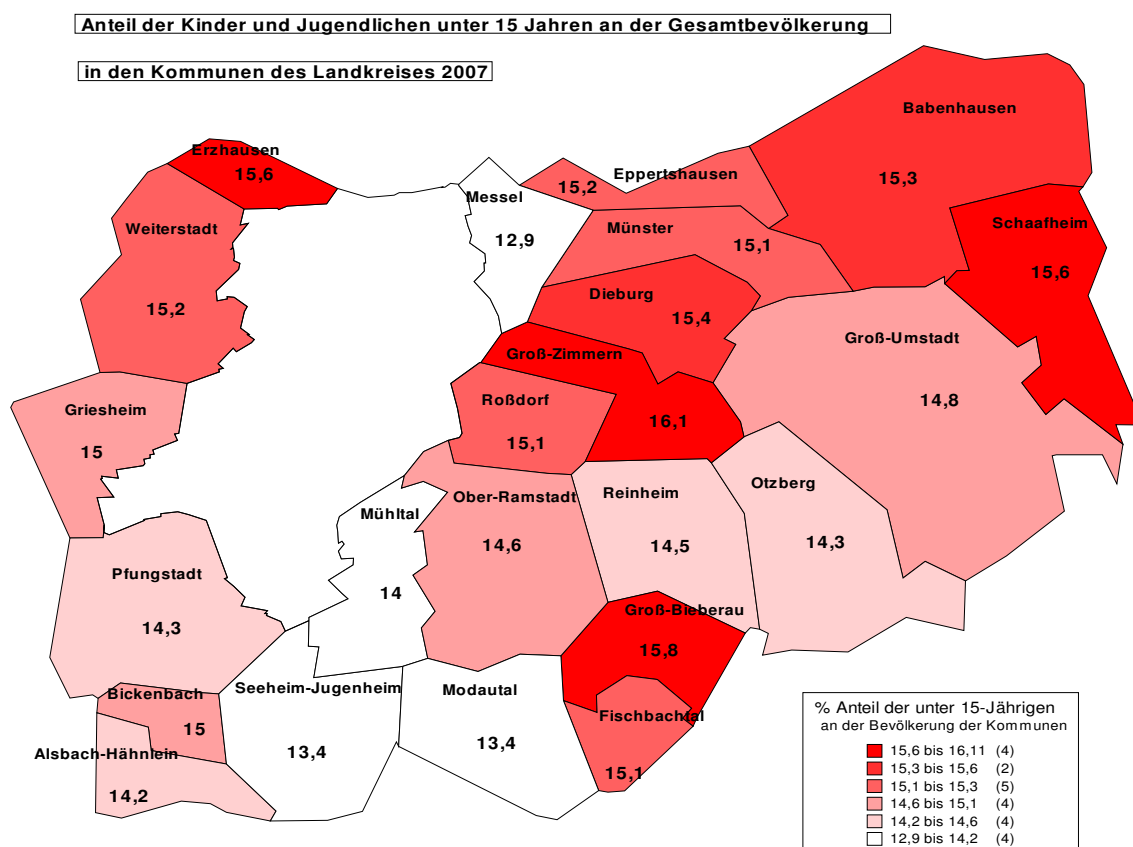 Anteil der Kinder und Jugendlichen unter 15 Jahren an der Gesamtbevölkerung
in den Kommunen des Landkreises 2007
Babenhausen
15,3
Erzhausen
15,6
Eppertshausen
15,2
Messel
12,9
Weiterstadt
15,2
Münster
15,1
Schaafheim
15,6
Dieburg
15,4
Groß-Umstadt
14,8
Groß-Zimmern
16,1
Griesheim
15
Roßdorf
15,1
Ober-Ramstadt
14,6
Reinheim
14,5
Otzberg
14,3
Mühltal
14
Pfungstadt
14,3
Groß-Bieberau
15,8
Seeheim-Jugenheim
13,4
Modautal
13,4
Bickenbach
15
Fischbachtal
15,1
Alsbach-Hähnlein
14,2
% Anteil der unter 15-Jährigen
an der Bevölkerung der Kommunen
15,6 bis 16,11 (4)
15,3 bis 15,6 (2)
15,1 bis 15,3 (5)
14,6 bis 15,1 (4)
14,2 bis 14,6 (4)
12,9 bis 14,2 (4)